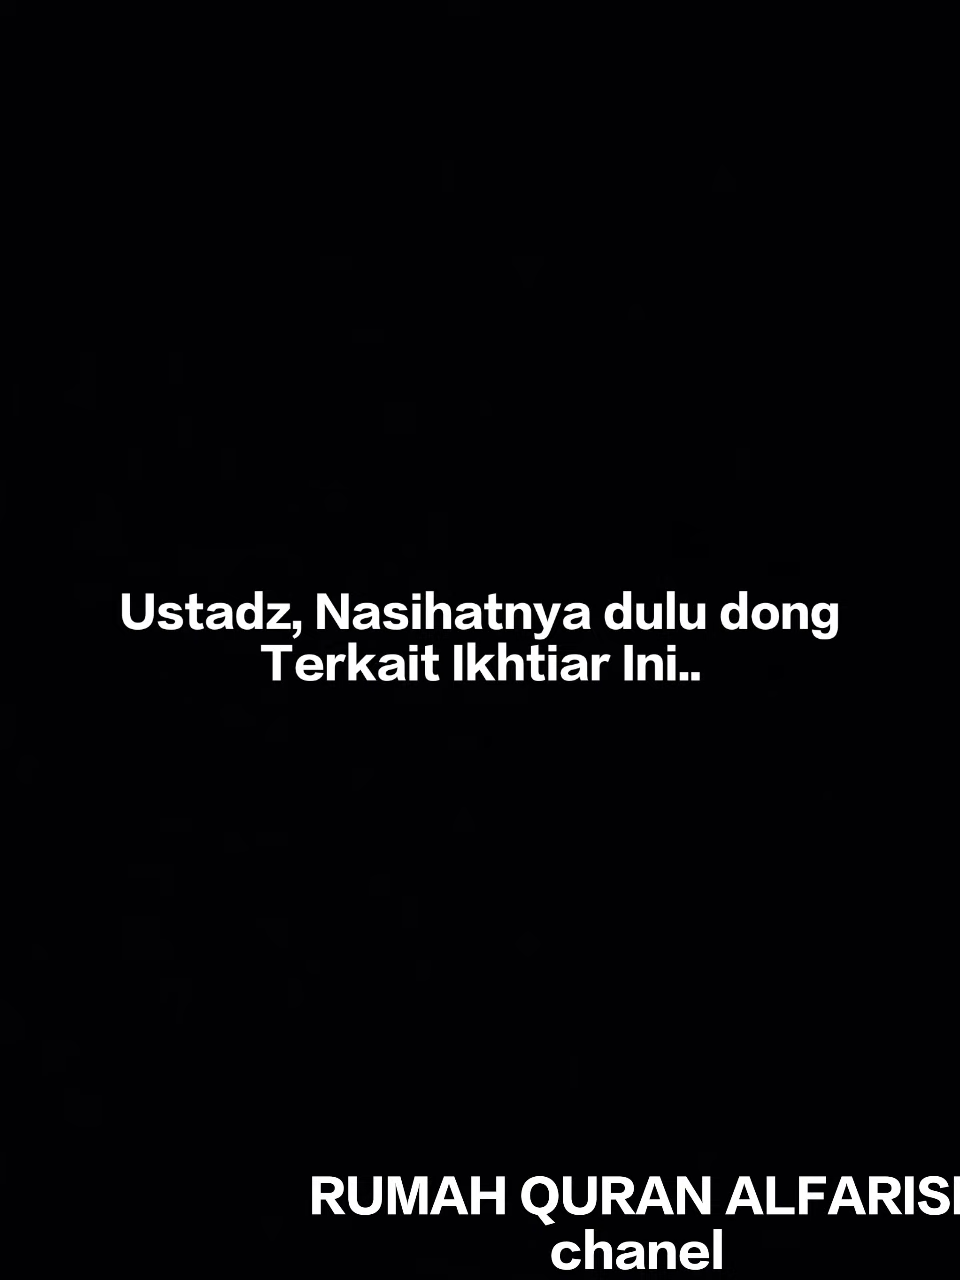 Ustadz, Nasihatnya dulu dong
Terkait Ikhtiar Ini..
RUMAH QURAN ALFARISI
chanel